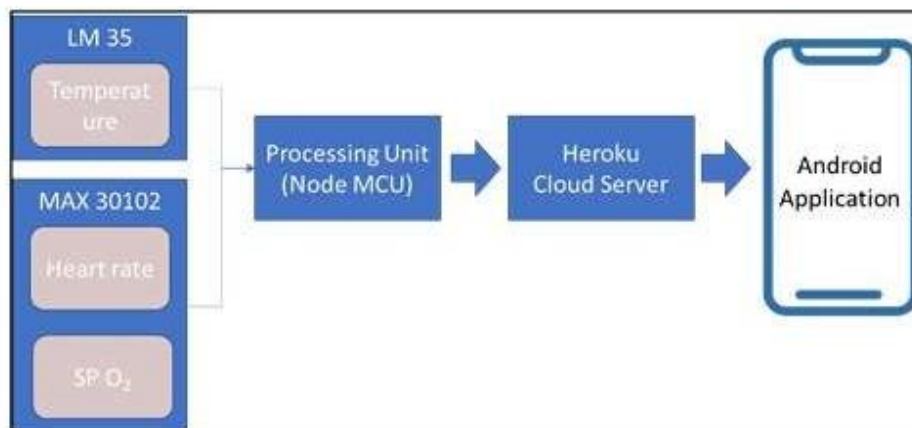 LM 35
Temperat
ure
MAX 30102
Heart rate
SP O₂
Processing Unit
(Node MCU)
Heroku
Cloud Server
Android
Application